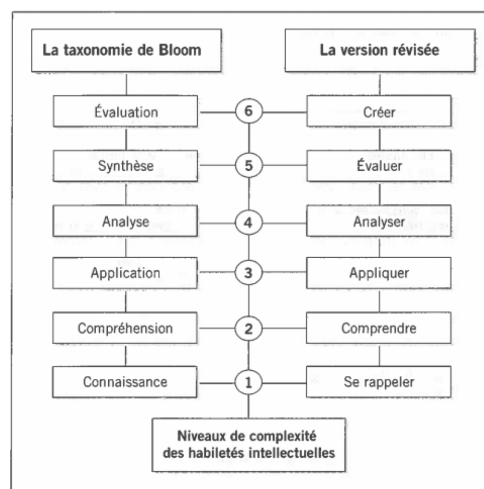 La taxonomie de Bloom
La version révisée
Évaluation
6
Créer
Synthèse
5
Évaluer
Analyse
4
Analyser
Application
3
Appliquer
Compréhension
2
Comprendre
Connaissance
1
Se rappeler
Niveaux de complexité
des habiletés intellectuelles